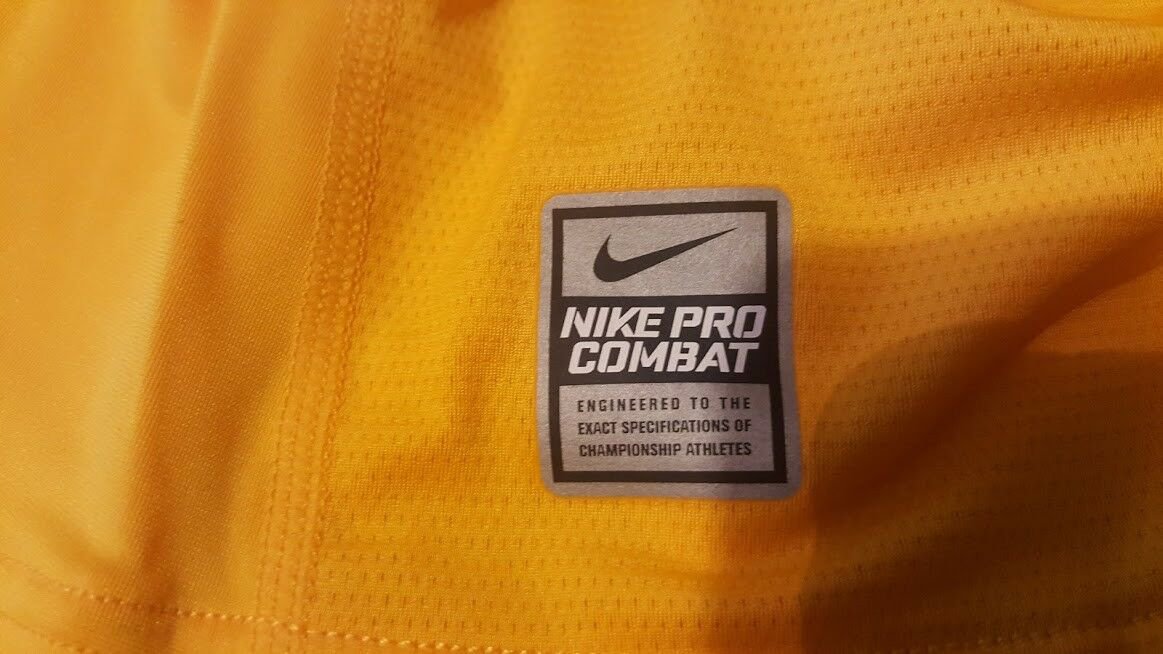 NIKE PRO
COMBAT
ENGINEERED TO THE
EXACT SPECIFICATIONS OF
CHAMPIONSHIP ATHLETES